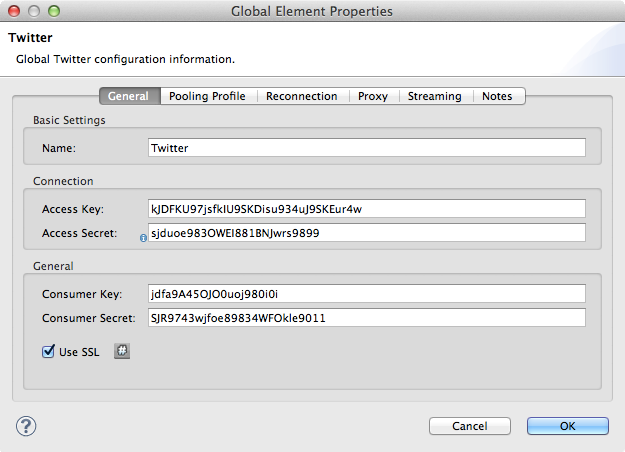 Global Element Properties
Twitter
Global Twitter configuration information.
General Pooling Profile Reconnection Proxy Streaming Notes
Basic Settings
Name: Twitter
Connection
Access Key: kJDFKU97jsfkIU9SKDisu934uJ9SKEur4w
Access Secret: sjduoe983OWEI881BNJwrs9899
General
Consumer Key: jdfa9A45OJO0uoj980i0i
Consumer Secret: SJR9743wjfoe89834WFOkle9011
Use SSL #
? Cancel OK